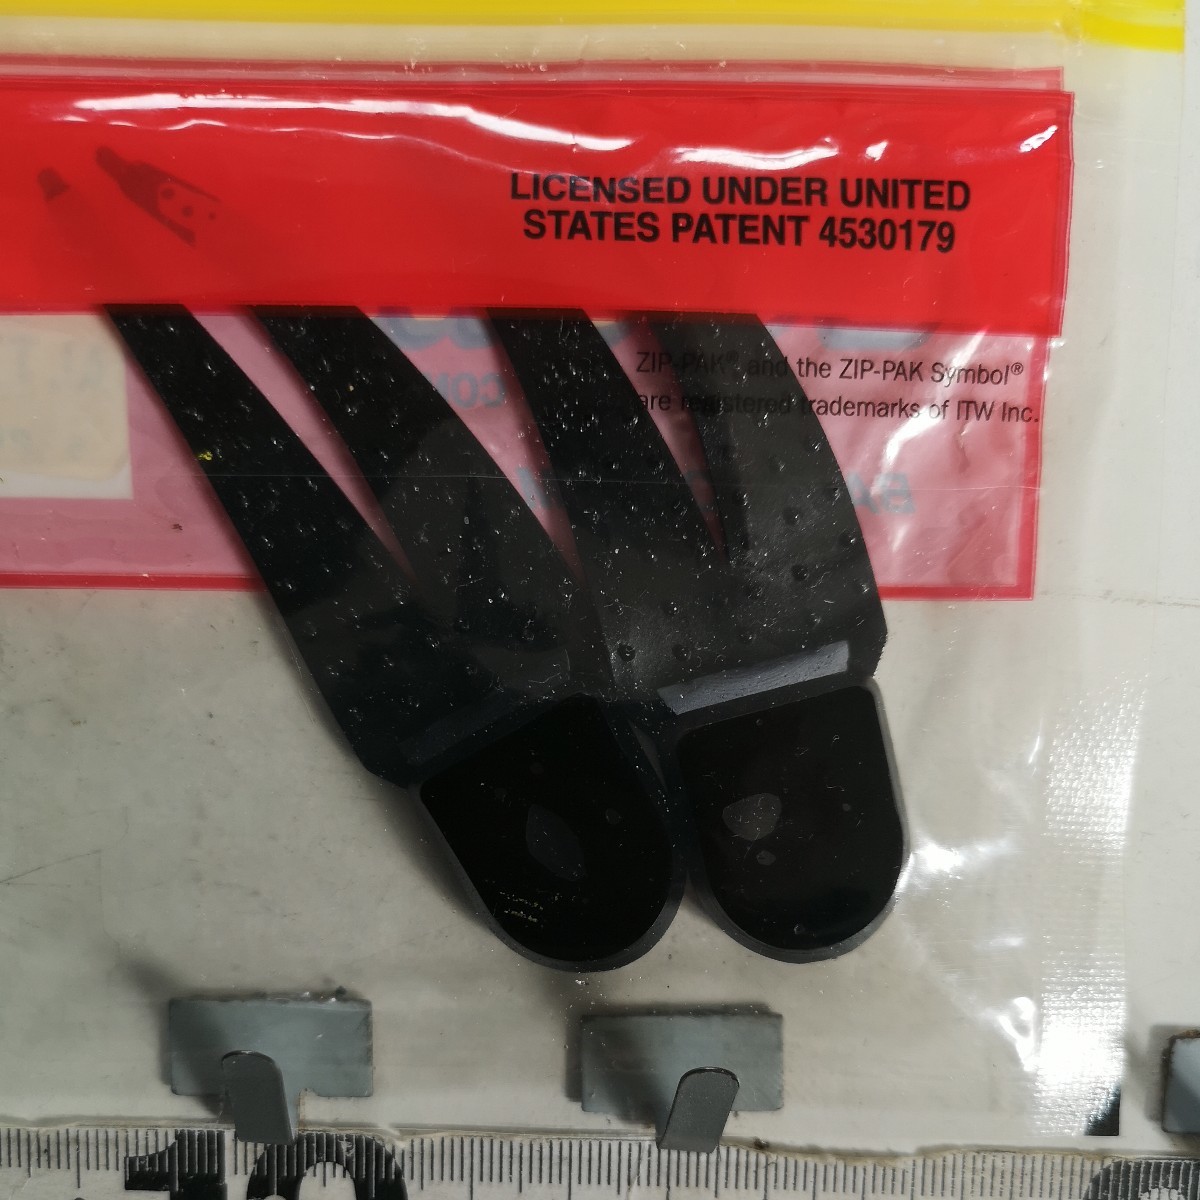 LICENSED UNDER UNITED
STATES PATENT 4530179
ZIP-PAK® and the ZIP-PAK Symbol®
are registered trademarks of ITW Inc.
10